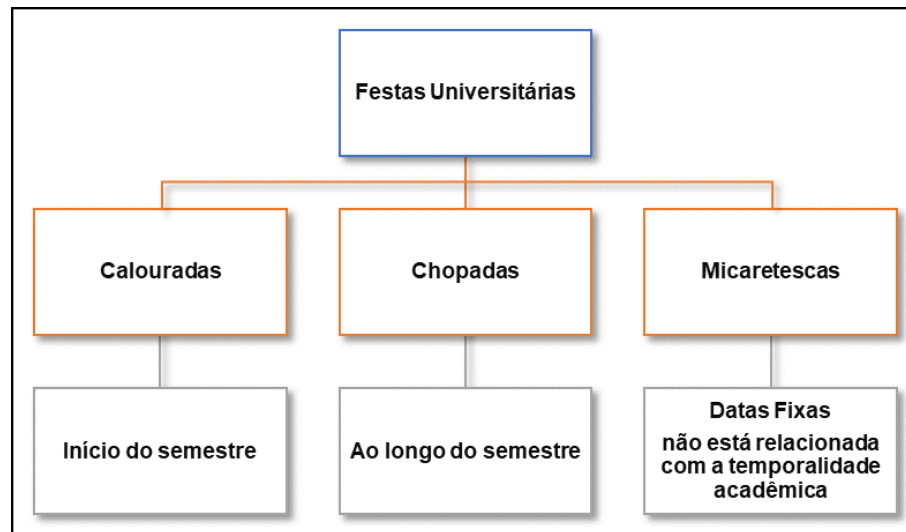 Festas Universitárias
Calouradas
Chopadas
Micaretescas
Início do semestre
Ao longo do semestre
Datas Fixas
não está relacionada
com a temporalidade
acadêmica